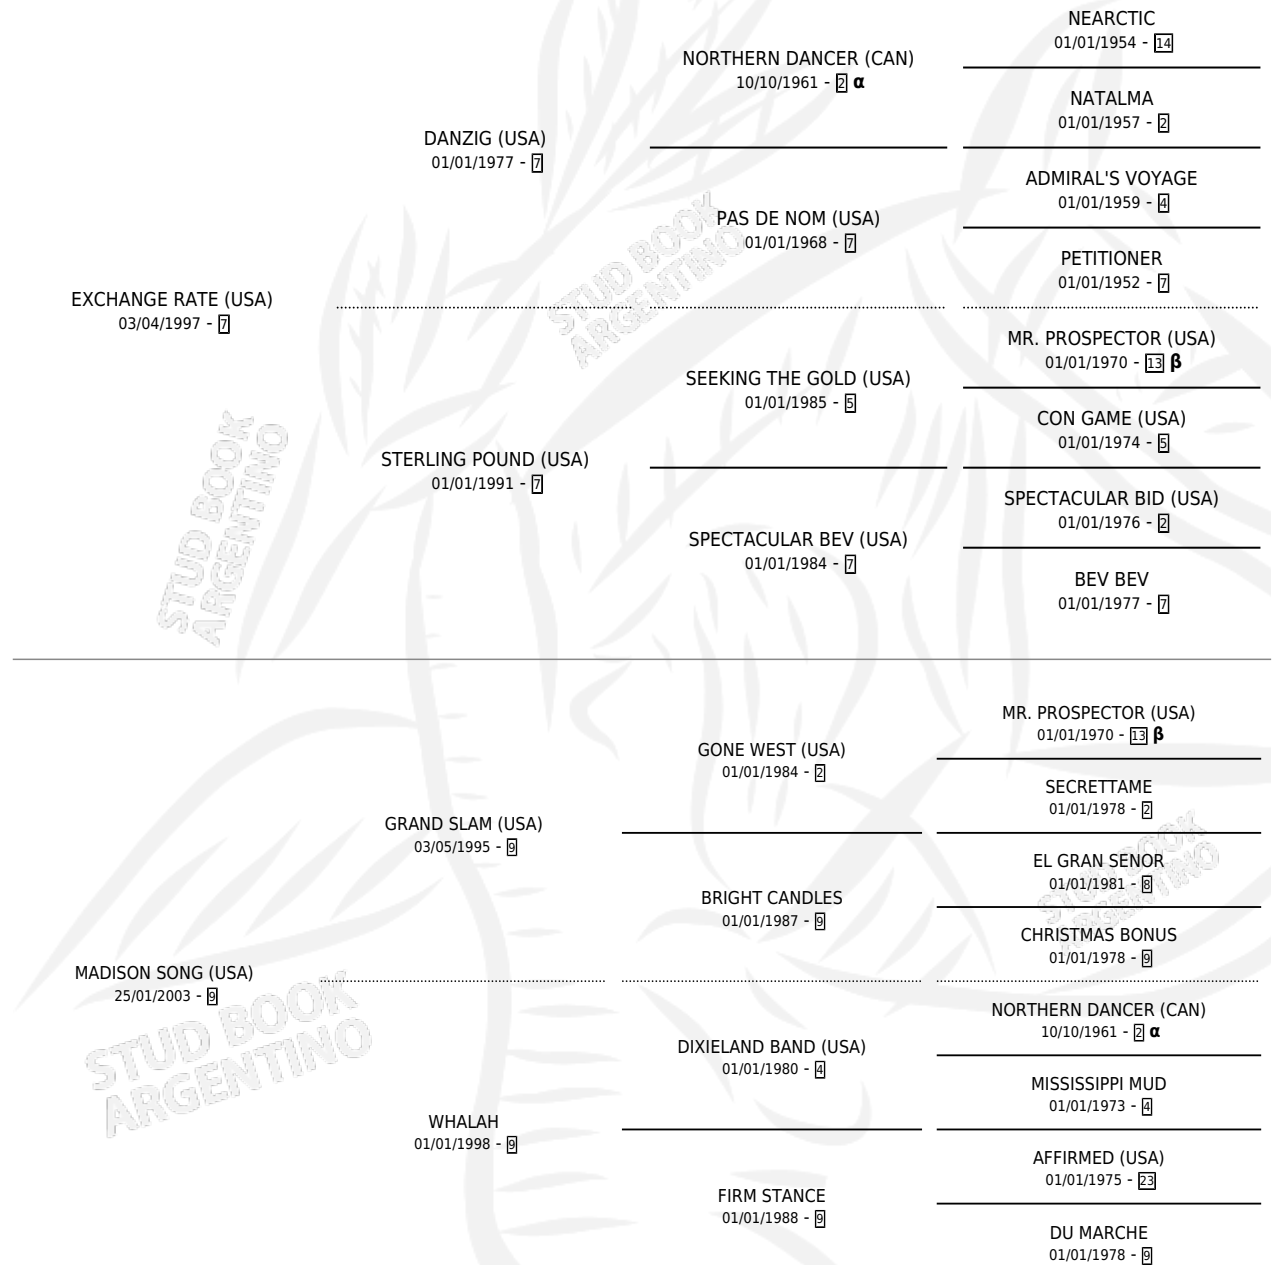 NEARCTIC
01/01/1954 - 14
NORTHERN DANCER (CAN)
10/10/1961 - 2 α
NATALMA
01/01/1957 - 2
DANZIG (USA)
01/01/1977 - 7
ADMIRAL'S VOYAGE
01/01/1959 - 4
PAS DE NOM (USA)
01/01/1968 - 7
PETITIONER
01/01/1952 - 7
EXCHANGE RATE (USA)
03/04/1997 - 7
MR. PROSPECTOR (USA)
01/01/1970 - 13 β
SEEKING THE GOLD (USA)
01/01/1985 - 5
CON GAME (USA)
01/01/1974 - 5
STERLING POUND (USA)
01/01/1991 - 7
SPECTACULAR BID (USA)
01/01/1976 - 2
SPECTACULAR BEV (USA)
01/01/1984 - 7
BEV BEV
01/01/1977 - 7
MR. PROSPECTOR (USA)
01/01/1970 - 13 β
GONE WEST (USA)
01/01/1984 - 2
SECRETTAME
01/01/1978 - 2
GRAND SLAM (USA)
03/05/1995 - 9
EL GRAN SENOR
01/01/1981 - 8
BRIGHT CANDLES
01/01/1987 - 9
CHRISTMAS BONUS
01/01/1978 - 9
MADISON SONG (USA)
25/01/2003 - 9
NORTHERN DANCER (CAN)
10/10/1961 - 2 α
DIXIELAND BAND (USA)
01/01/1980 - 4
MISSISSIPPI MUD
01/01/1973 - 4
WHALAH
01/01/1998 - 9
AFFIRMED (USA)
01/01/1975 - 23
FIRM STANCE
01/01/1988 - 9
DU MARCHE
01/01/1978 - 9
STUD BOOK
ARGENTINO
STUD BOOK
ARGENTINO
STUD BOOK
ARGENTINO
STUD BOOK
ARGENTINO